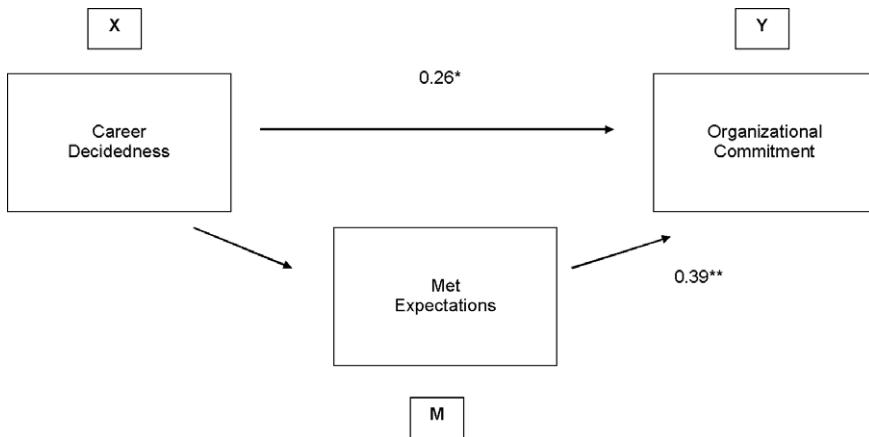 X
Y
0.26*
Career
Decidedness
Organizational
Commitment
Met
Expectations
0.39**
M